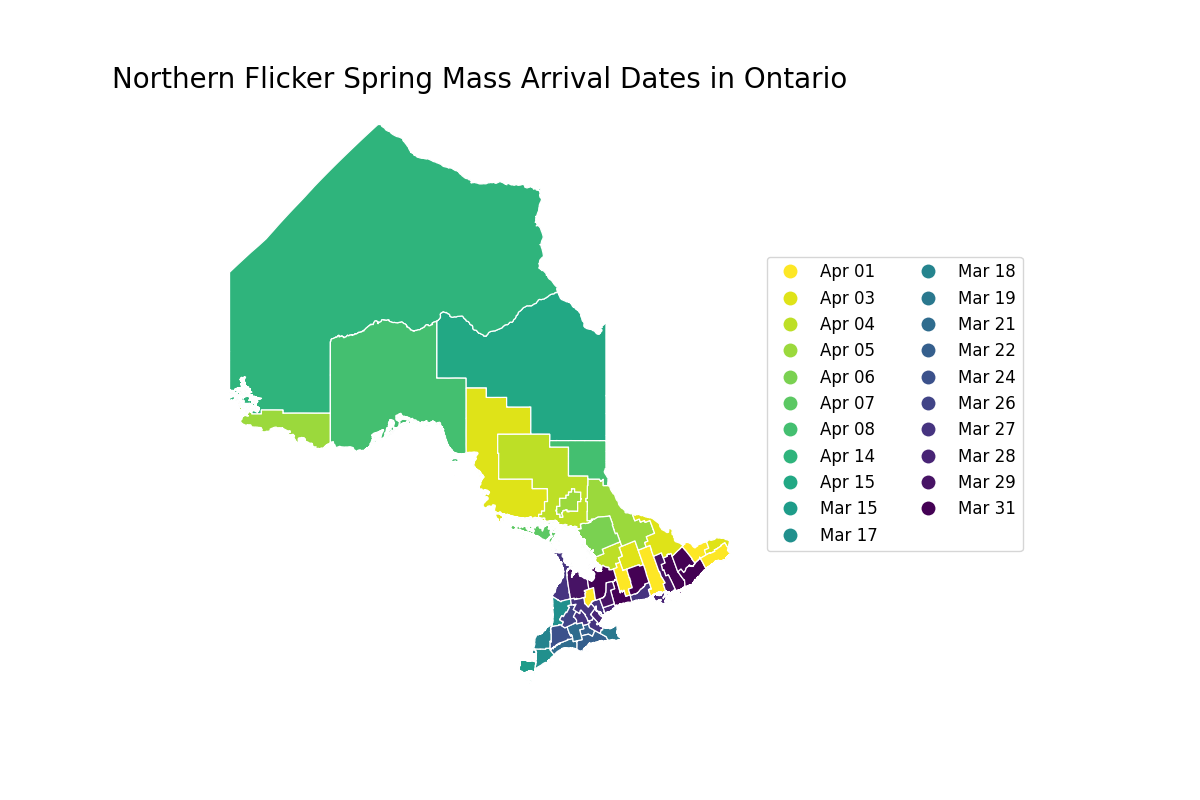 Northern Flicker Spring Mass Arrival Dates in Ontario
Apr 01
Apr 03
Apr 04
Apr 05
Apr 06
Apr 07
Apr 08
Apr 14
Apr 15
Mar 15
Mar 17
Mar 18
Mar 19
Mar 21
Mar 22
Mar 24
Mar 26
Mar 27
Mar 28
Mar 29
Mar 31